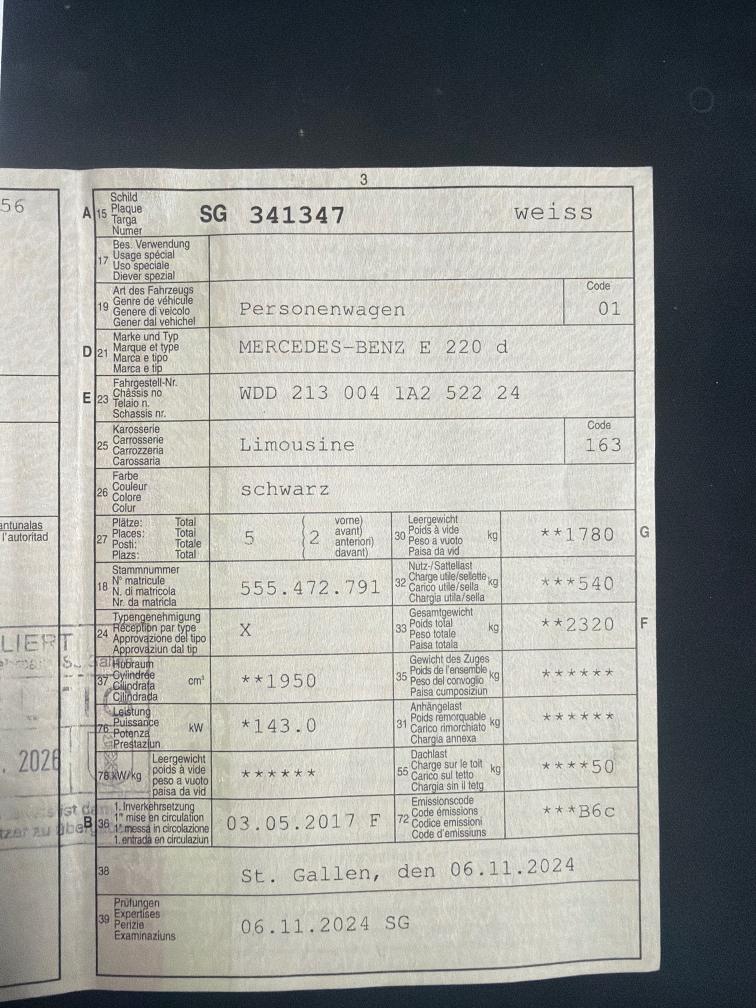 3
56
A 15 Schild
Plaque
Targa
Numer
SG 341347 weiss
17 Bes. Verwendung
Usage spécial
Uso speciale
Diever spezial
19 Art des Fahrzeugs
Genre de véhicule
Genere di veicolo
Gener dal vehichel
Personenwagen
Code
01
D 21 Marke und Typ
Marque et type
Marca e tipo
Marca e tip
MERCEDES-BENZ E 220 d
E 23 Fahrgestell-Nr.
Châssis no
Telaio n.
Schassis nr.
WDD 213 004 1A2 522 24
25 Karosserie
Carrosserie
Carrozzeria
Carossaria
Limousine
Code
163
26 Farbe
Couleur
Colore
Colur
schwarz
antunalas
l'autoritad
27 Plätze: Total
Places: Total
Posti: Totale
Plazs: Total
5 2
vorne)
avant)
anteriori)
davant)
30 Leergewicht
Poids à vide
Peso a vuoto
Paisa da vid
kg
**1780 G
18 Stammnummer
N° matricule
N. di matricola
Nr. da matricla
555.472.791
32 Nutz-/Sattellast
Charge utile/sellette
Carico utile/sella
Chargia utila/sella
kg
***540
24 Typengenehmigung
Réception par type
Approvazione del tipo
Approvaziun dal tip
X
33 Gesamtgewicht
Poids total
Peso totale
Paisa totala
kg
**2320 F
LIERT
37 Hubraum
Cylindrée
Cilindrata
Cilindrada
cm³
**1950
35 Gewicht des Zuges
Poids de l'ensemble
Peso del convoglio
Paisa cumposiziun
kg
******
76 Leistung
Puissance
Potenza
Prestaziun
kW
*143.0
31 Anhängelast
Poids remorquable
Carico rimorchiato
Chargia annexa
kg
******
. 2026
78 kW/kg Leergewicht
poids à vide
peso a vuoto
paisa da vid
******
55 Dachlast
Charge sur le toit
Carico sul tetto
Chargia sin il tetg
kg
****50
B 36 1. Inverkehrsetzung
1re mise en circulation
1a messa in circolazione
1. entrada en circulaziun
03.05.2017 F
72 Emissionscode
Code émissions
Codice emissioni
Code d'emissiuns
***B6c
38 St. Gallen, den 06.11.2024
39 Prüfungen
Expertises
Perizie
Examinaziuns
06.11.2024 SG